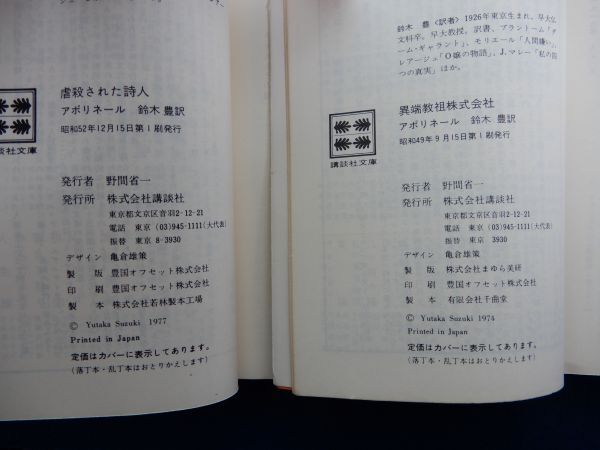 虐殺された詩人
アポリネール 鈴木 豊訳
昭和52年12月15日第1刷発行
談社文庫
発行者 野間省一
発行所 株式会社講談社
東京都文京区音羽2-12-21
電話 東京 (03)945-1111(大代表)
振替 東京 8-3930
デザイン 亀倉雄策
製 版 豊国オフセット株式会社
印 刷 豊国オフセット株式会社
製 本 株式会社若林製本工場
© Yutaka Suzuki 1977
Printed in Japan
定価はカバーに表示してあります。
(落丁本・乱丁本はおとりかえします)
鈴木 豊〈訳者〉1926年東京生まれ。早大仏
文科卒。早大教授。訳書、ブラントーム「ダ
ーム・ギャラント」、モリエール「人間嫌い」、
レアージュ「O嬢の物語」、J.マレー「私の四
つの真実」ほか。
異端教祖株式会社
アポリネール 鈴木 豊訳
昭和49年9月15日第1刷発行
講談社文庫
発行者 野間省一
発行所 株式会社講談社
東京都文京区音羽2-12-21
電話 東京 (03)945-1111(大代表)
振替 東京 3930
デザイン 亀倉雄策
製 版 株式会社まゆら美研
印 刷 豊国オフセット株式会社
製 本 有限会社千曲堂
© Yutaka Suzuki 1974
Printed in Japan
定価はカバーに表示してあります。
(落丁本・乱丁本はおとりかえします)